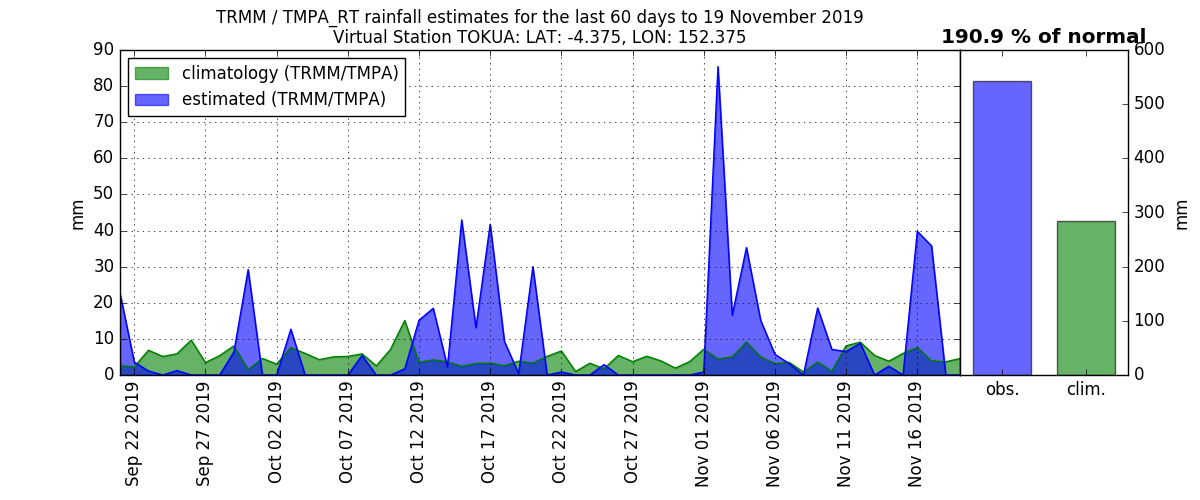 TRMM / TMPA_RT rainfall estimates for the last 60 days to 19 November 2019
Virtual Station TOKUA: LAT: -4.375, LON: 152.375
190.9 % of normal
climatology (TRMM/TMPA)
estimated (TRMM/TMPA)
mm
90
80
70
60
50
40
30
20
10
0
Sep 22 2019
Sep 27 2019
Oct 02 2019
Oct 07 2019
Oct 12 2019
Oct 17 2019
Oct 22 2019
Oct 27 2019
Nov 01 2019
Nov 06 2019
Nov 11 2019
Nov 16 2019
obs.
clim.
600
500
400
300
200
100
0
mm